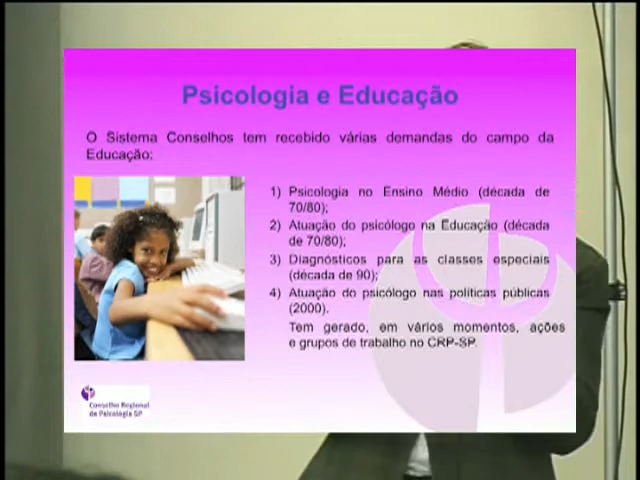 Psicologia e Educação
O Sistema Conselhos tem recebido várias demandas do campo da
Educação:
1) Psicologia no Ensino Médio (década de
70/80);
2) Atuação do psicólogo na Educação (década
de 70/80);
3) Diagnósticos para as classes especiais
(década de 90);
4) Atuação do psicólogo nas políticas públicas
(2000).
Tem gerado, em vários momentos, ações
e grupos de trabalho no CRP-SP.
Conselho Regional
de Psicologia SP